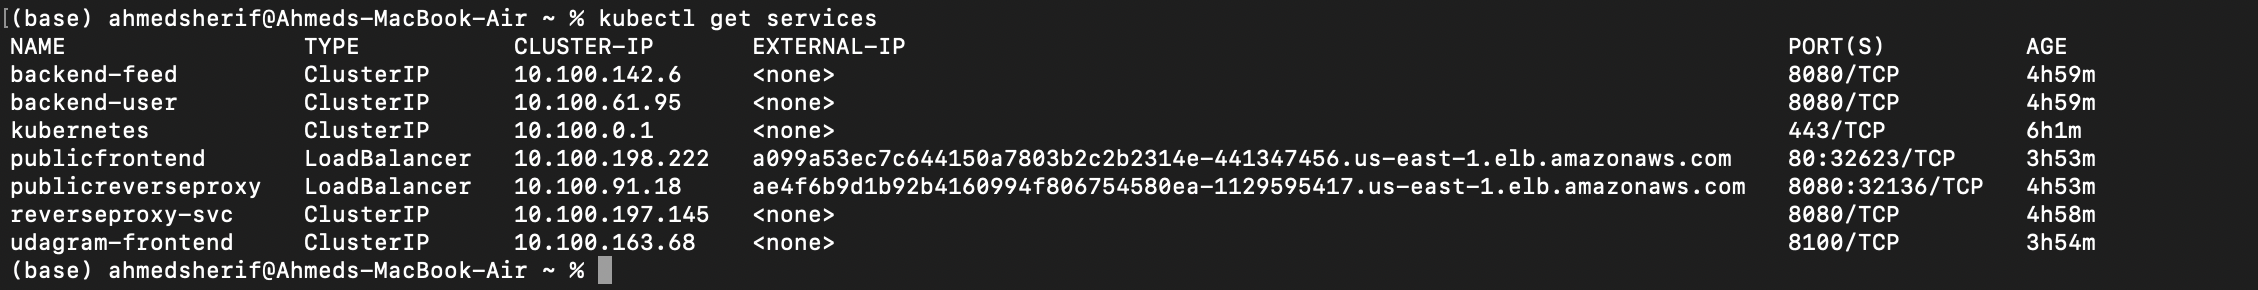 (base) ahmedsherif@Ahmeds-MacBook-Air ~ % kubectl get services
NAME TYPE CLUSTER-IP EXTERNAL-IP PORT(S) AGE
backend-feed ClusterIP 10.100.142.6 <none> 8080/TCP 4h59m
backend-user ClusterIP 10.100.61.95 <none> 8080/TCP 4h59m
kubernetes ClusterIP 10.100.0.1 <none> 443/TCP 6h1m
publicfrontend LoadBalancer 10.100.198.222 a099a53ec7c644150a7803b2c2b2314e-441347456.us-east-1.elb.amazonaws.com 80:32623/TCP 3h53m
publicreverseproxy LoadBalancer 10.100.91.18 ae4f6b9d1b92b4160994f806754580ea-1129595417.us-east-1.elb.amazonaws.com 8080:32136/TCP 4h53m
reverseproxy-svc ClusterIP 10.100.197.145 <none> 8080/TCP 4h58m
udagram-frontend ClusterIP 10.100.163.68 <none> 8100/TCP 3h54m
(base) ahmedsherif@Ahmeds-MacBook-Air ~ %